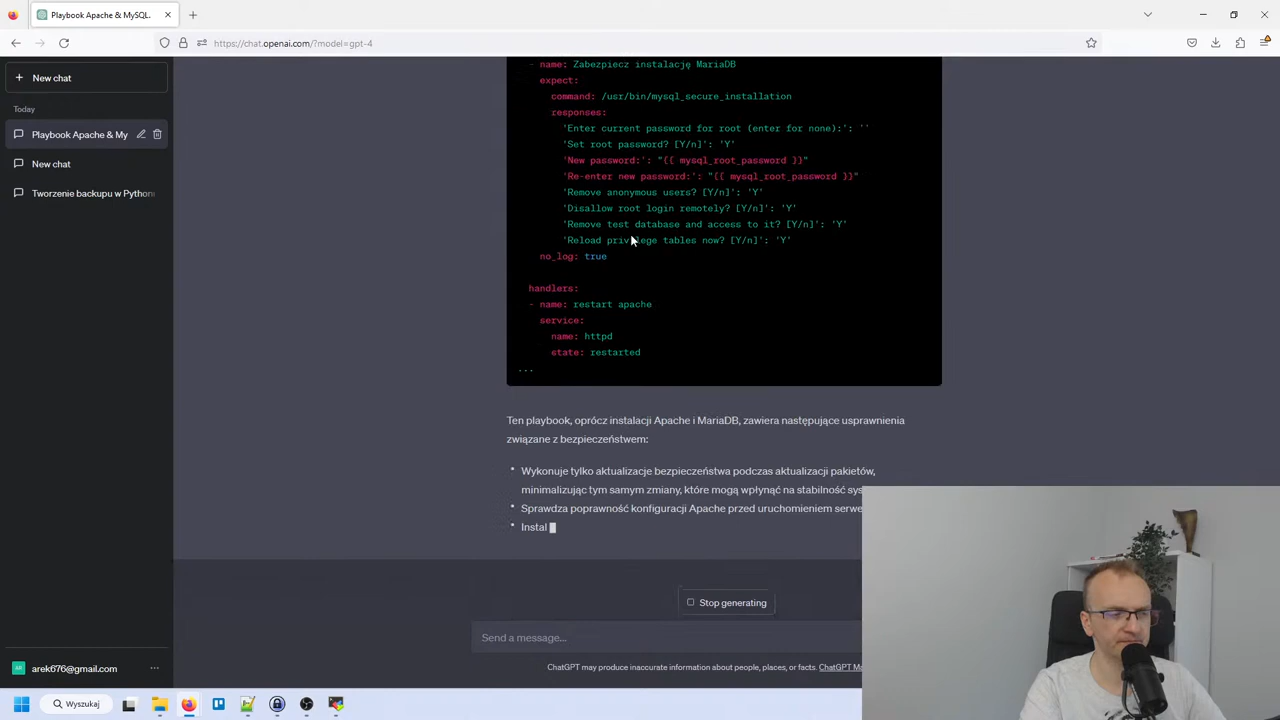 Playbook Apache & MySQL.
https://chat.openai.com/?model=gpt-4
New chat
Today
Playbook Apache & My
New chat
Tworzenie backupu w Pythonie
- name: Zabezpiecz instalację MariaDB
expect:
command: /usr/bin/mysql_secure_installation
responses:
'Enter current password for root (enter for none):': ''
'Set root password? [Y/n]': 'Y'
'New password:': "{{ mysql_root_password }}"
'Re-enter new password:': "{{ mysql_root_password }}"
'Remove anonymous users? [Y/n]': 'Y'
'Disallow root login remotely? [Y/n]': 'Y'
'Remove test database and access to it? [Y/n]': 'Y'
'Reload privilege tables now? [Y/n]': 'Y'
no_log: true
handlers:
- name: restart apache
service:
name: httpd
state: restarted
...
Ten playbook, oprócz instalacji Apache i MariaDB, zawiera następujące usprawnienia
związane z bezpieczeństwem:
• Wykonuje tylko aktualizacje bezpieczeństwa podczas aktualizacji pakietów,
minimalizując tym samym zmiany, które mogą wpłynąć na stabilność sys
• Sprawdza poprawność konfiguracji Apache przed uruchomieniem serwe
• Instal
Stop generating
Send a message...
ChatGPT may produce inaccurate information about people, places, or facts. ChatGPT Ma
AR
arek676@gmail.com
Wyszukaj